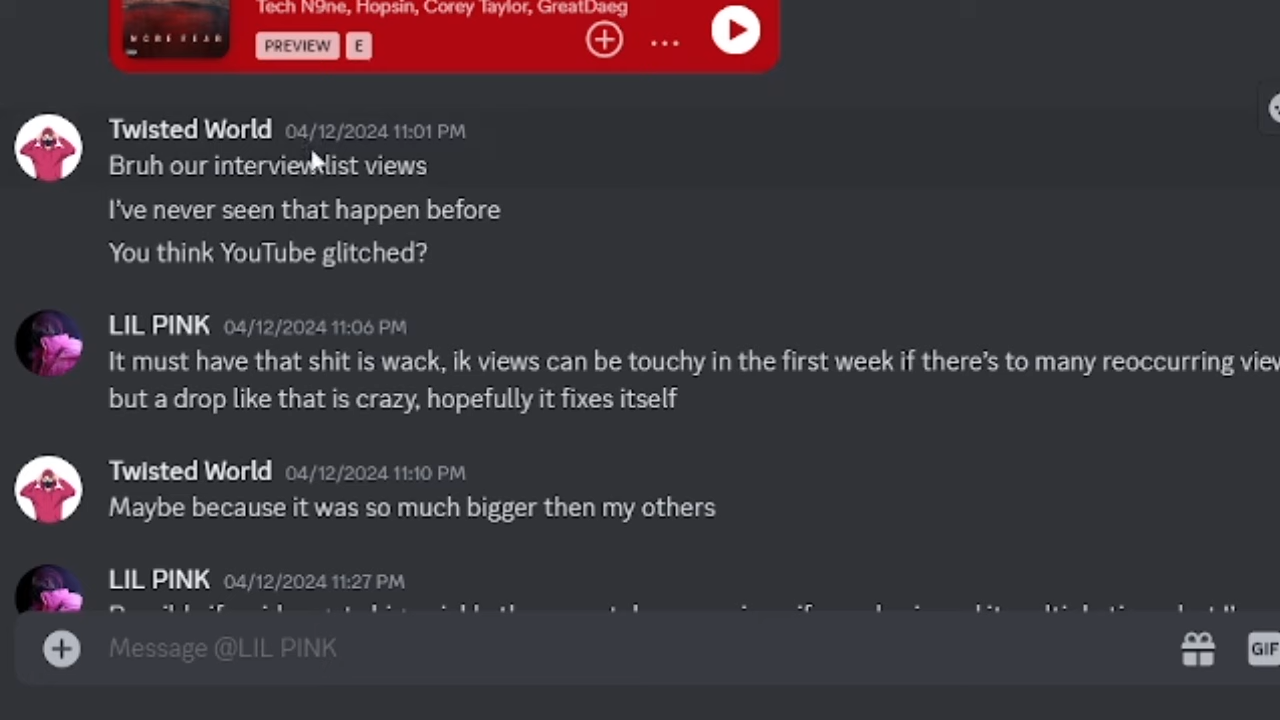 Tech N9ne, Hopsin, Corey Taylor, GreatDaeg
MORE FEAR
PREVIEW E
Twisted World 04/12/2024 11:01 PM
Bruh our interview list views
I've never seen that happen before
You think YouTube glitched?
LIL PINK 04/12/2024 11:06 PM
It must have that shit is wack, ik views can be touchy in the first week if there's to many reoccurring
but a drop like that is crazy, hopefully it fixes itself
Twisted World 04/12/2024 11:10 PM
Maybe because it was so much bigger then my others
LIL PINK 04/12/2024 11:27 PM
Message @LIL PINK
GIF